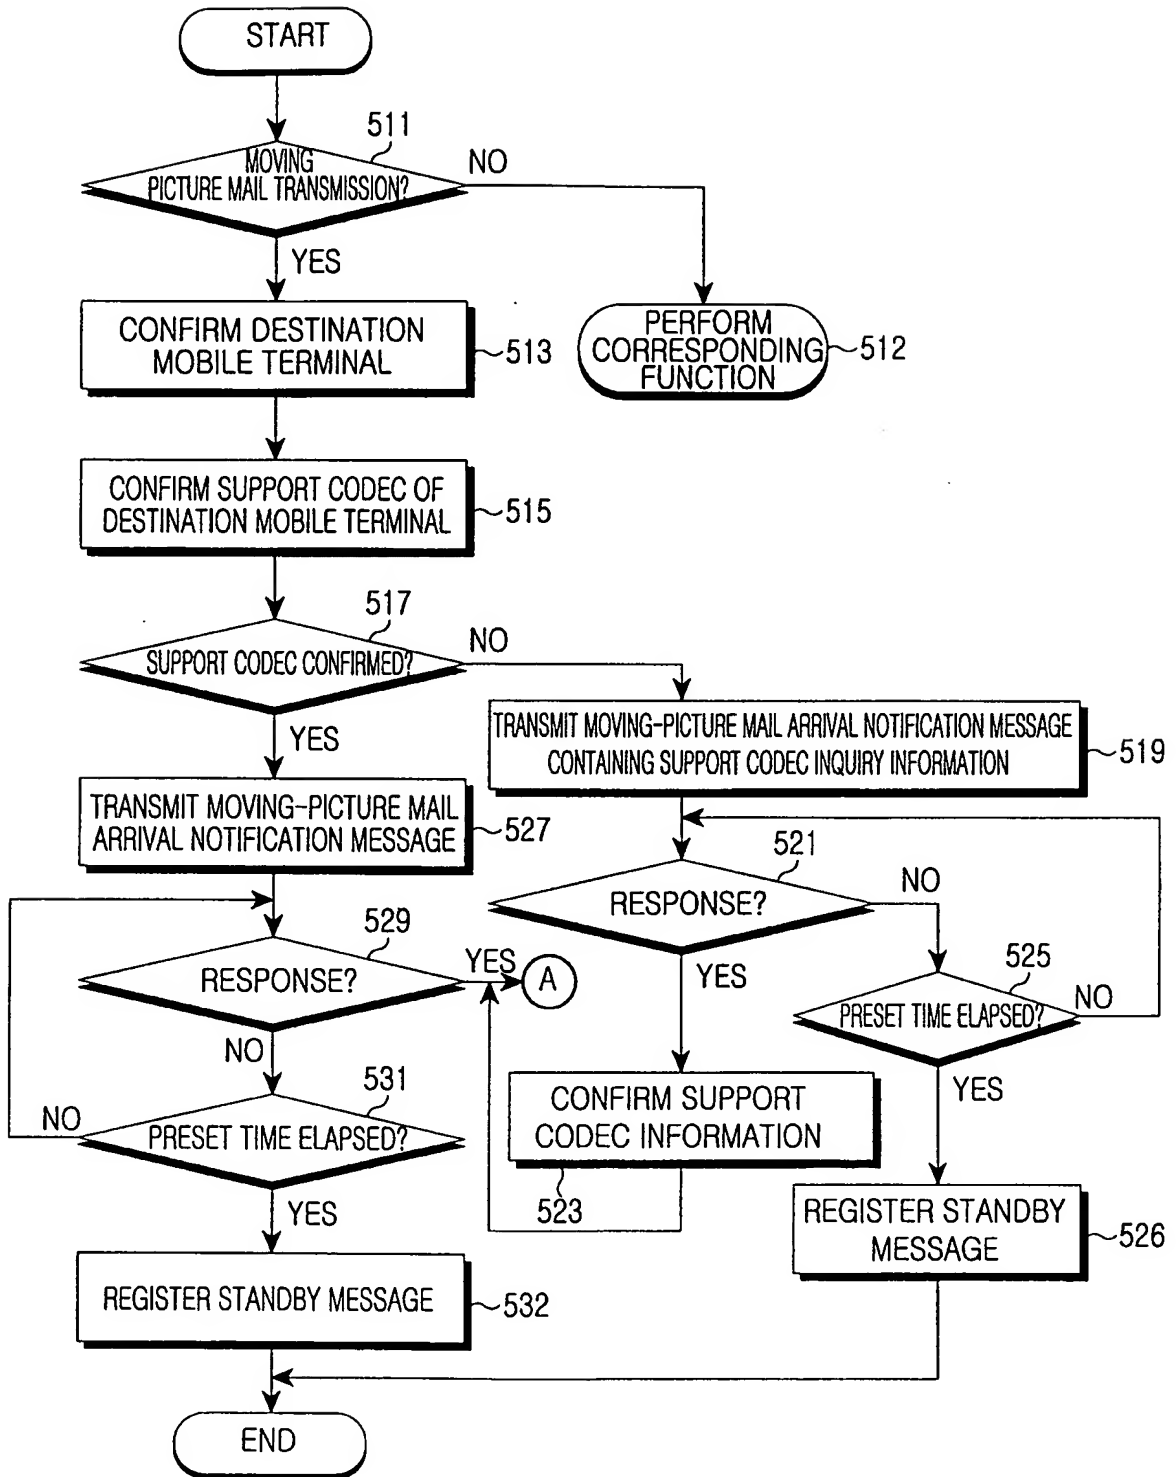 START
511
MOVING
PICTURE MAIL TRANSMISSION?
NO
YES
CONFIRM DESTINATION
MOBILE TERMINAL
513
PERFORM
CORRESPONDING
FUNCTION
512
CONFIRM SUPPORT CODEC OF
DESTINATION MOBILE TERMINAL
515
517
SUPPORT CODEC CONFIRMED?
NO
YES
TRANSMIT MOVING-PICTURE MAIL ARRIVAL NOTIFICATION MESSAGE
CONTAINING SUPPORT CODEC INQUIRY INFORMATION
519
TRANSMIT MOVING-PICTURE MAIL
ARRIVAL NOTIFICATION MESSAGE
527
521
RESPONSE?
NO
YES
529
RESPONSE?
YES
A
NO
525
PRESET TIME ELAPSED?
NO
YES
531
PRESET TIME ELAPSED?
NO
YES
CONFIRM SUPPORT
CODEC INFORMATION
523
REGISTER STANDBY
MESSAGE
526
REGISTER STANDBY MESSAGE
532
END